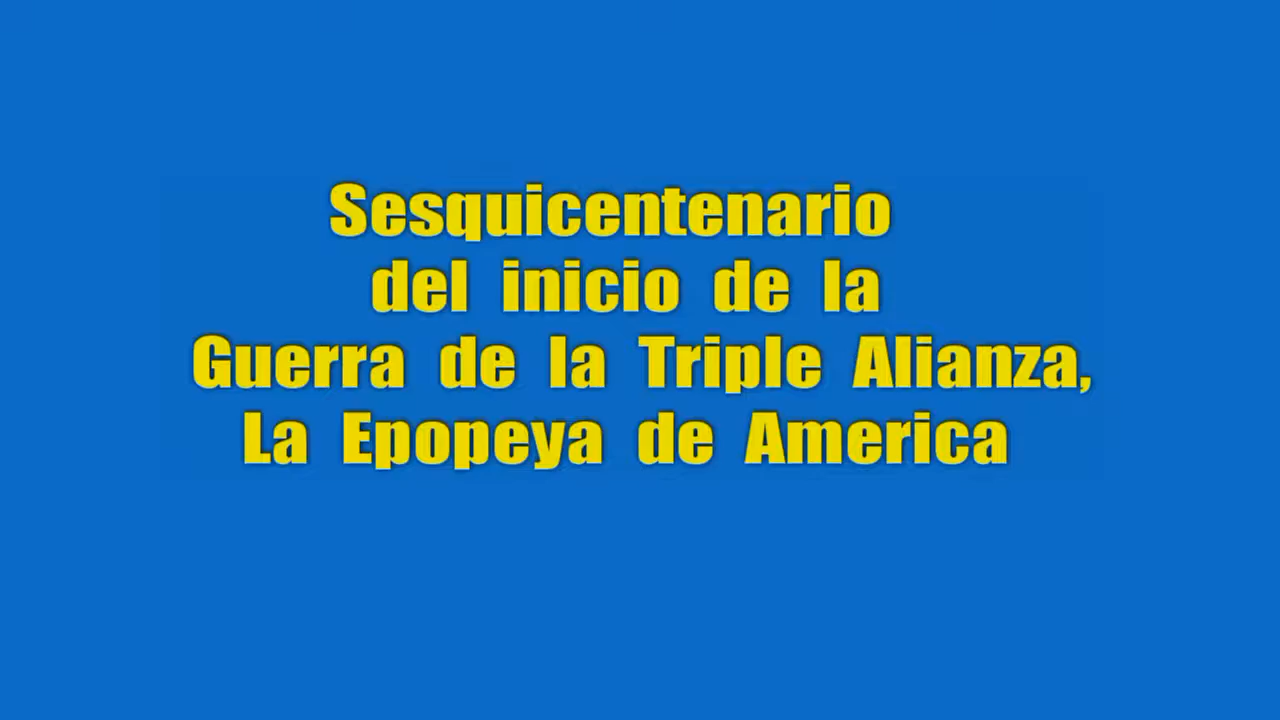 Sesquicentenario
del inicio de la
Guerra de la Triple Alianza,
La Epopeya de America